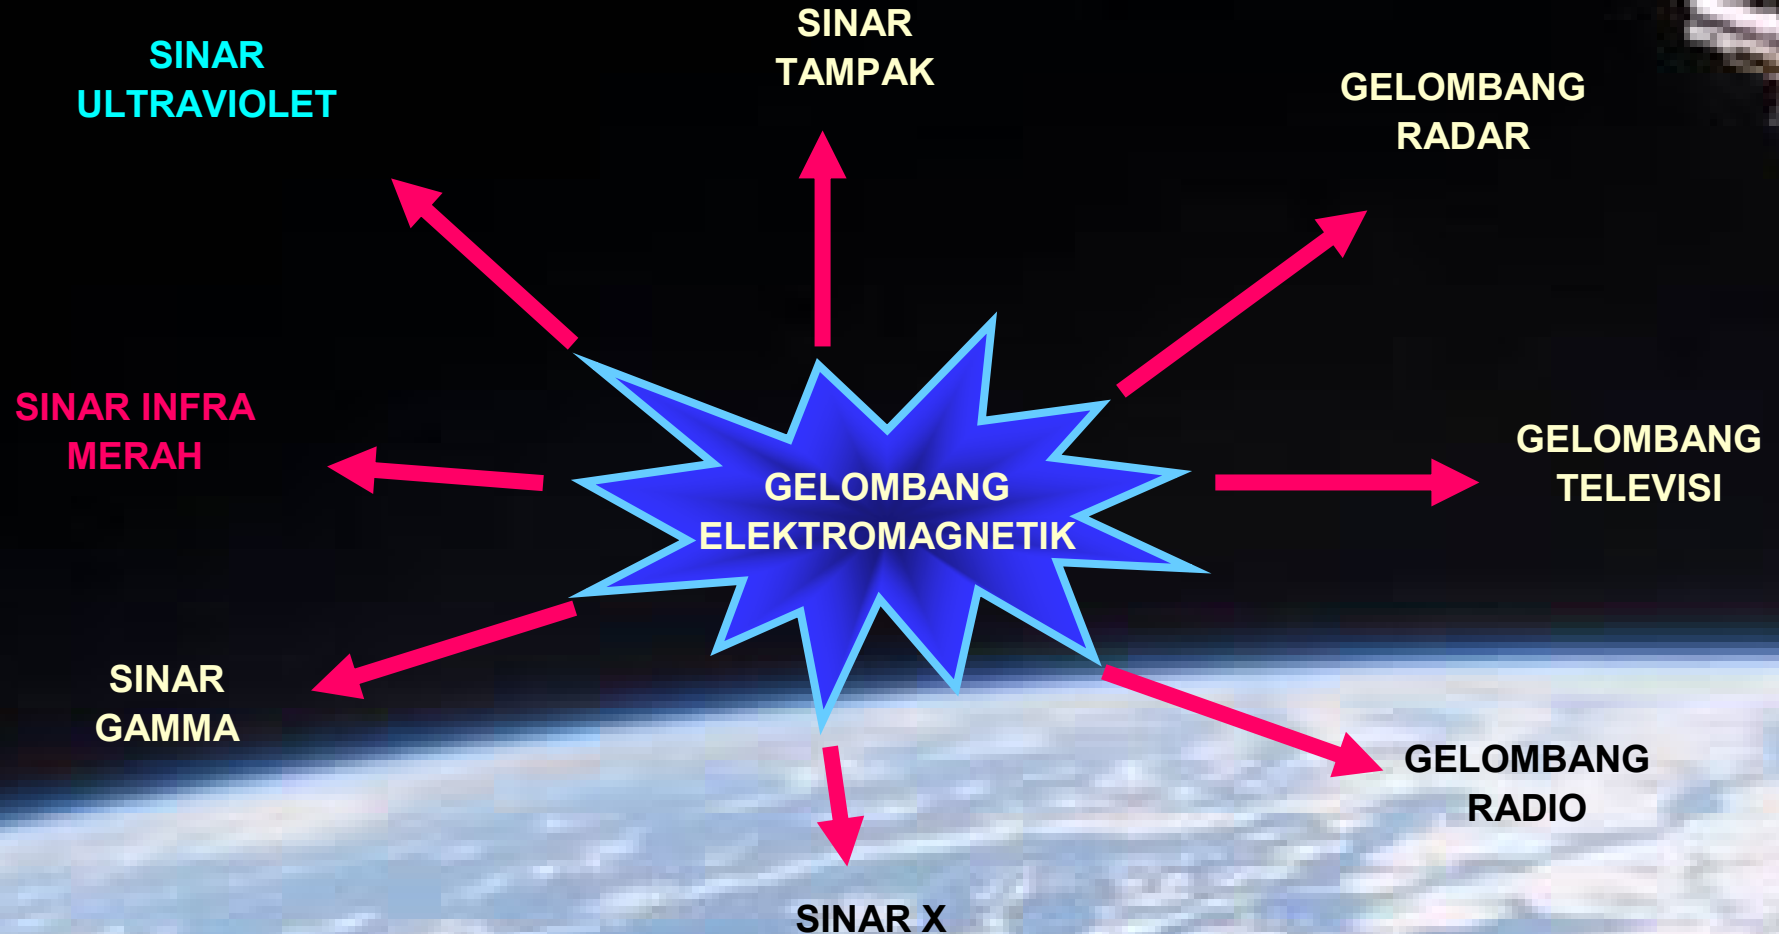 SINAR
ULTRAVIOLET
SINAR
TAMPAK
GELOMBANG
RADAR
SINAR INFRA
MERAH
GELOMBANG
ELEKTROMAGNETIK
GELOMBANG
TELEVISI
SINAR
GAMMA
GELOMBANG
RADIO
SINAR X